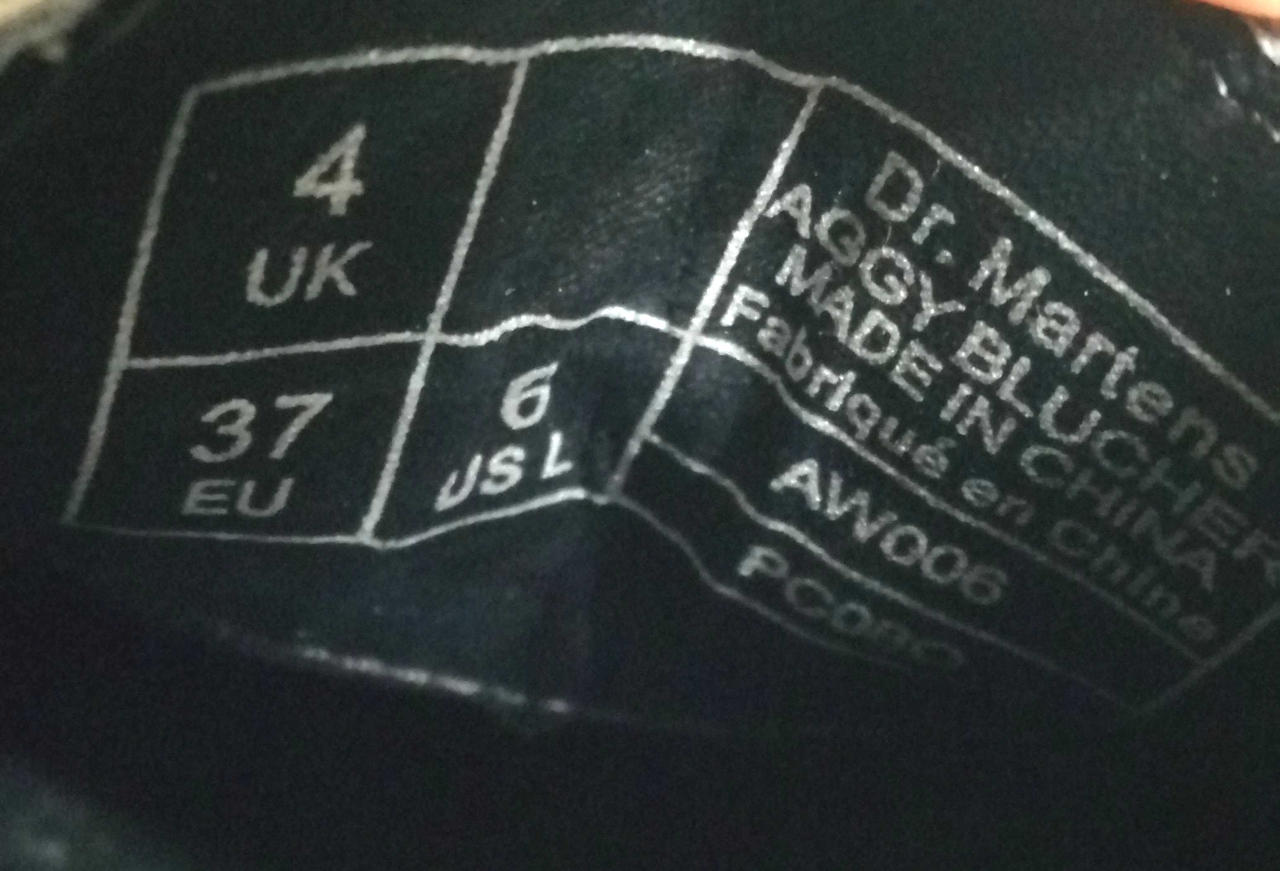 4
UK
37
EU
6
US L
Dr. Martens
AGGY BLUCHER
MADE IN CHINA
Fabriqué en Chine
AW006